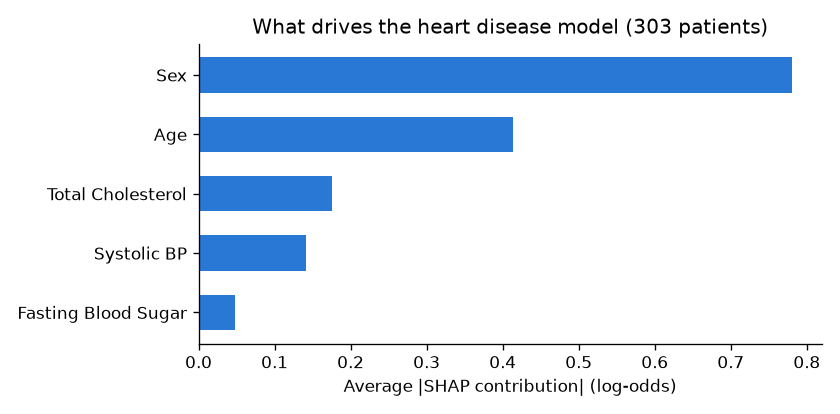 What drives the heart disease model (303 patients)
Sex
Age
Total Cholesterol
Systolic BP
Fasting Blood Sugar
0.0 0.1 0.2 0.3 0.4 0.5 0.6 0.7 0.8
Average |SHAP contribution| (log-odds)